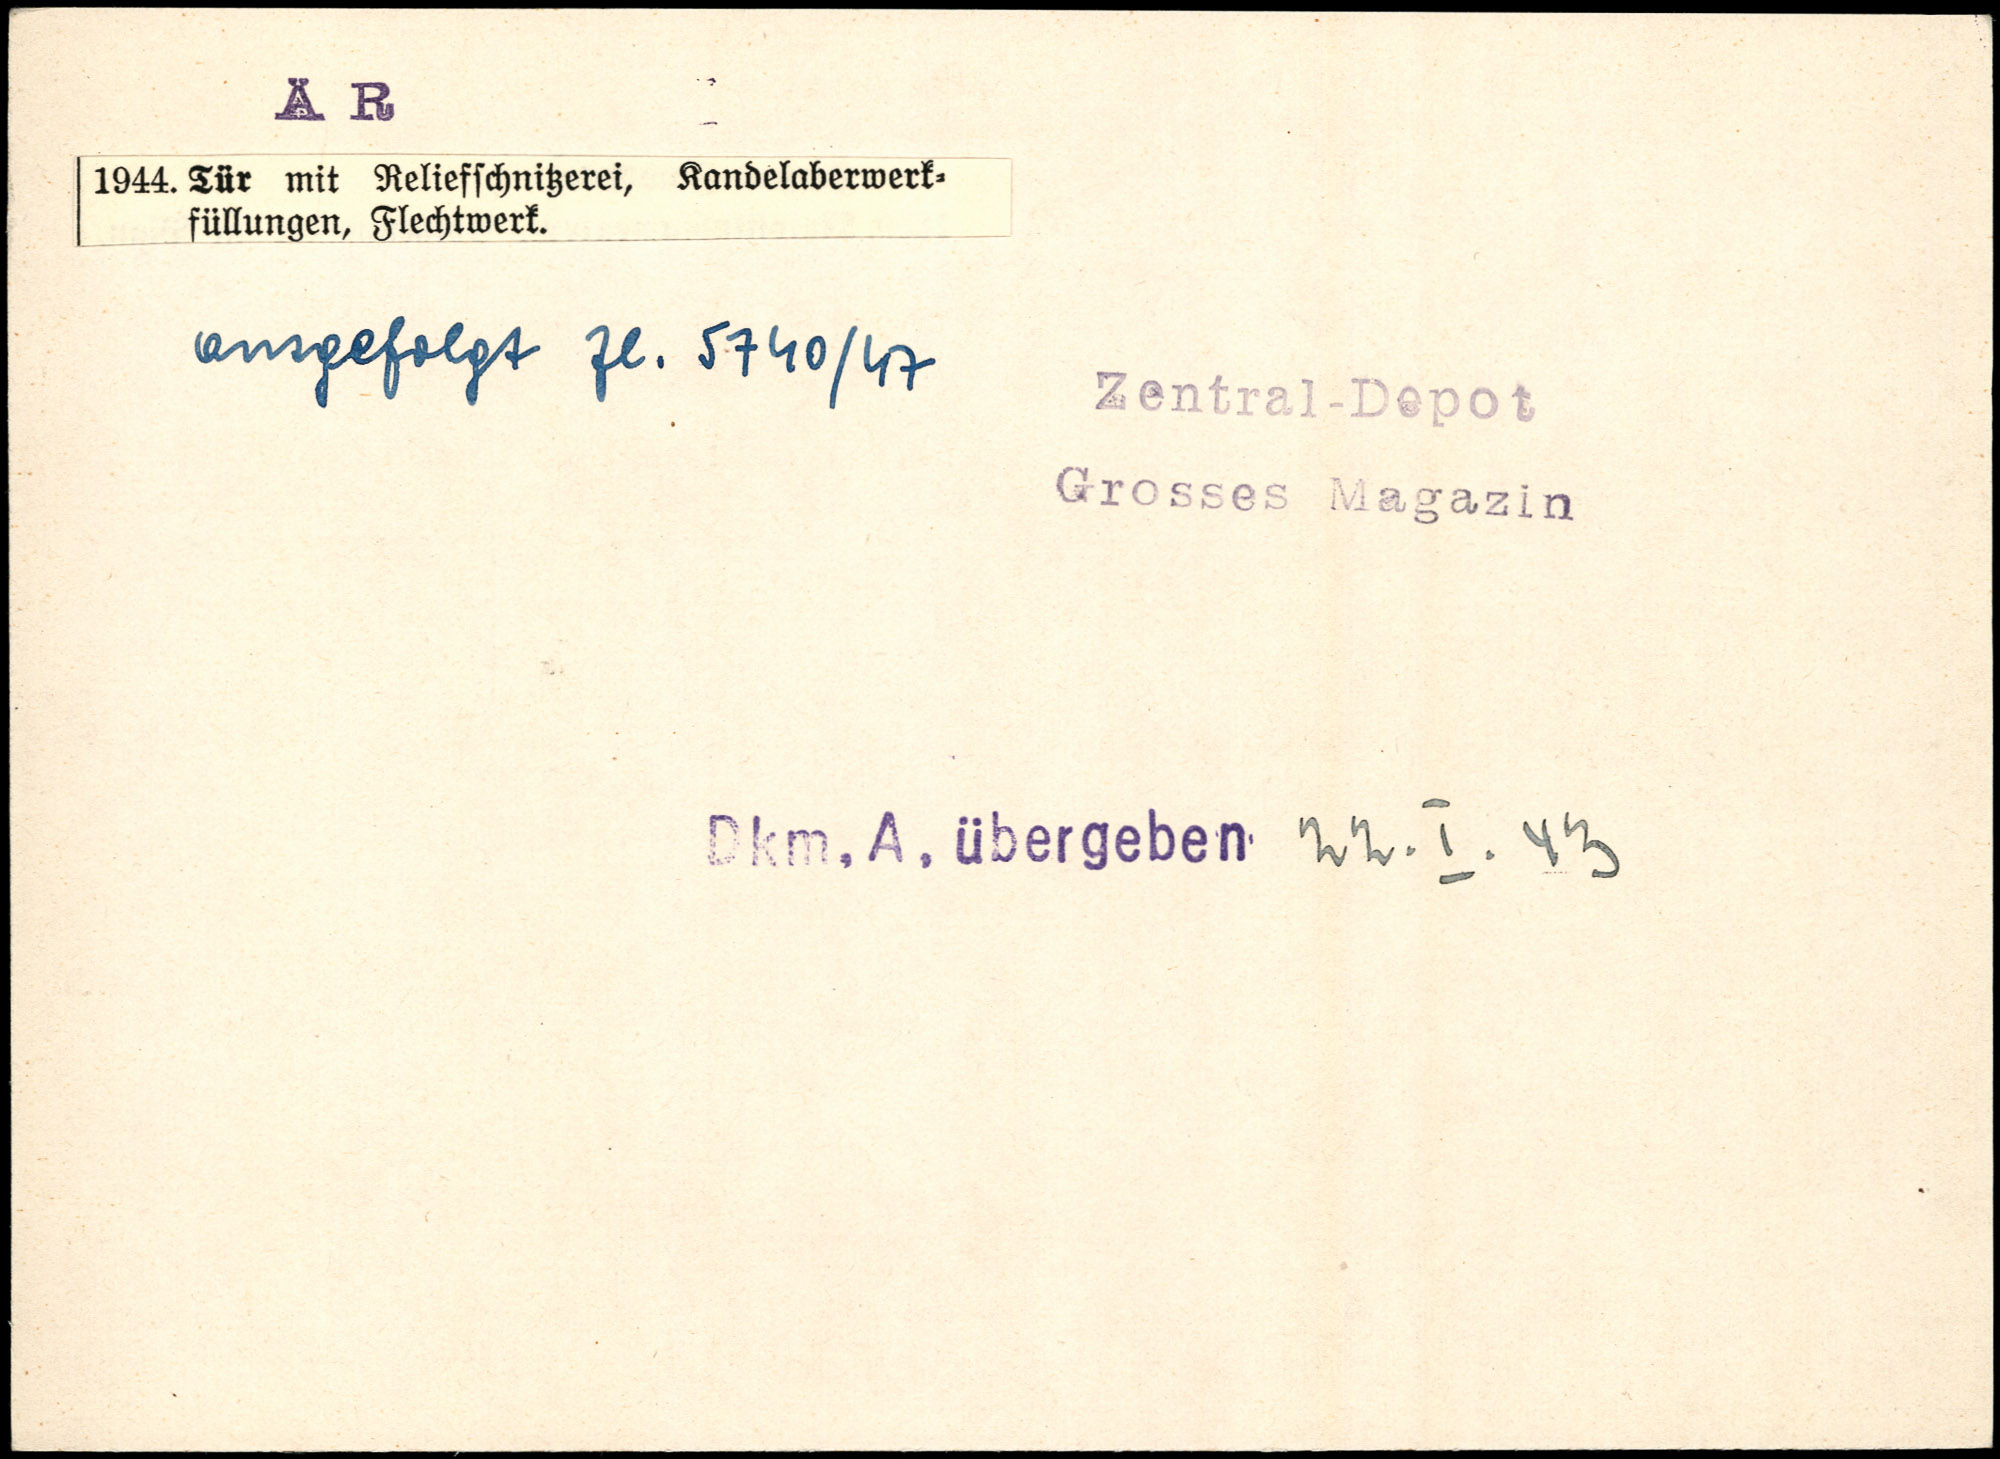 ÄR
1944. Tür mit Reliefschnitzerei, Kandelaberwerk-
füllungen, Flechtwerk.
ausgefolgt Zl. 5740/47
Zentral-Depot
Grosses Magazin
Dkm. A. übergeben 22. I. 43